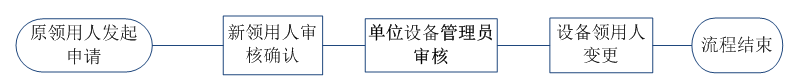 原领用人发起
申请
新领用人审
核确认
单位设备管理员
审核
设备领用人
变更
流程结束